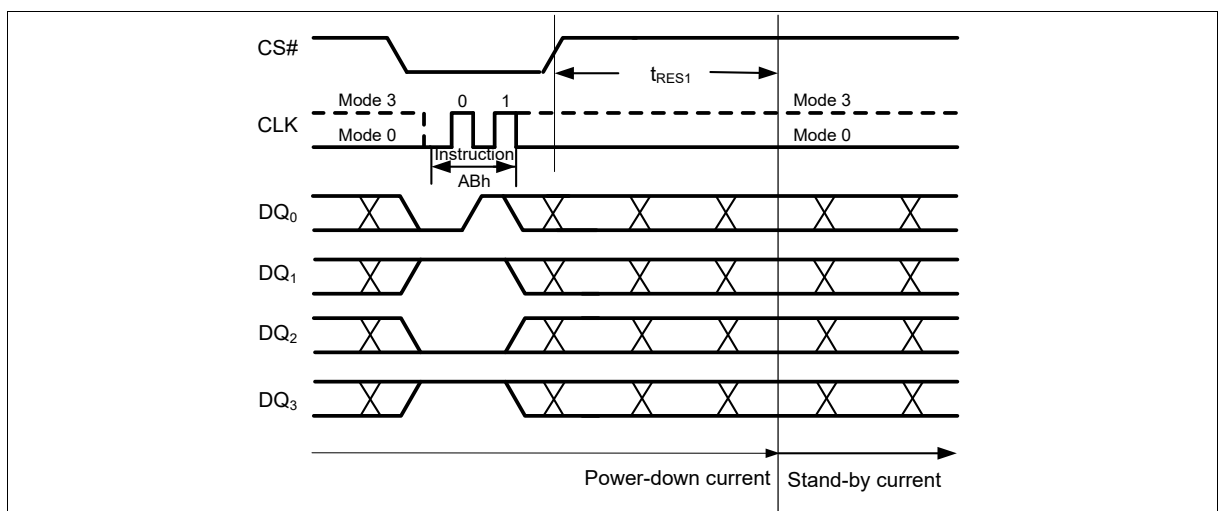 CS#
tRES1
Mode 3 0 1 Mode 3
CLK
Mode 0 Mode 0
Instruction
ABh
DQ0
DQ1
DQ2
DQ3
Power-down current Stand-by current